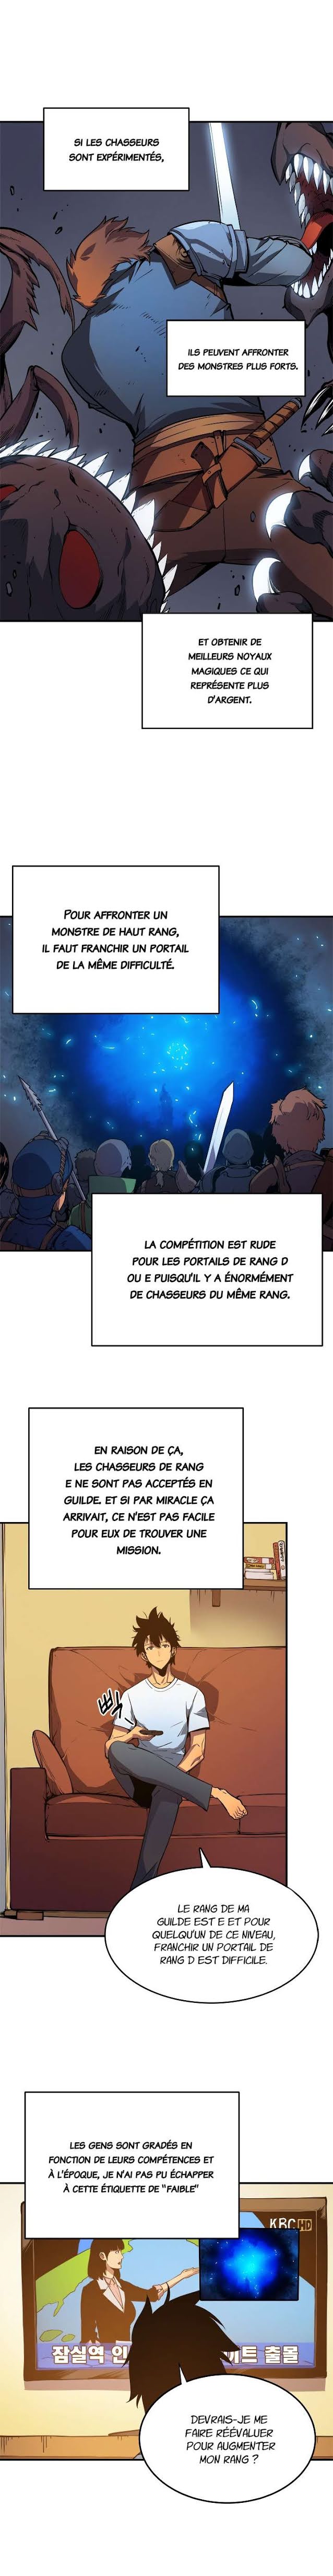 SI LES CHASSEURS
SONT EXPÉRIMENTÉS,
ILS PEUVENT AFFRONTER
DES MONSTRES PLUS FORTS.
ET OBTENIR DE
MEILLEURS NOYAUX
MAGIQUES CE QUI
REPRÉSENTE PLUS
D'ARGENT.
POUR AFFRONTER UN
MONSTRE DE HAUT RANG,
IL FAUT FRANCHIR UN PORTAIL
DE LA MÊME DIFFICULTÉ.
LA COMPÉTITION EST RUDE
POUR LES PORTAILS DE RANG D
OU E PUISQU'IL Y A ÉNORMÉMENT
DE CHASSEURS DU MÊME RANG.
EN RAISON DE ÇA,
LES CHASSEURS DE RANG
E NE SONT PAS ACCEPTÉS EN
GUILDE. ET SI PAR MIRACLE ÇA
ARRIVAIT, CE N'EST PAS FACILE
POUR EUX DE TROUVER UNE
MISSION.
LE RANG DE MA
GUILDE EST E ET POUR
QUELQU'UN DE CE NIVEAU,
FRANCHIR UN PORTAIL DE
RANG D EST DIFFICILE.
LES GENS SONT GRADÉS EN
FONCTION DE LEURS COMPÉTENCES ET
À L'ÉPOQUE, JE N'AI PAS PU ÉCHAPPER
À CETTE ÉTIQUETTE DE "FAIBLE"
KBC HD
잠실역 인
이트 출몰
DEVRAIS-JE ME
FAIRE RÉÉVALUER
POUR AUGMENTER
MON RANG ?